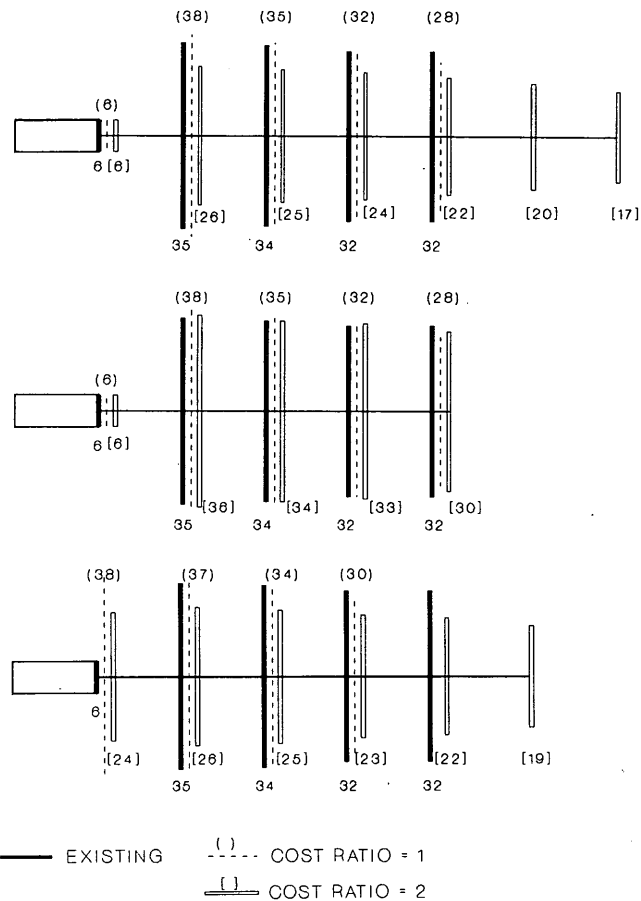 (38) (35) (32) (28)
(6)
6 [6]
[26] [25] [24] [22] [20] [17]
35 34 32 32
(38) (35) (32) (28)
(6)
6 [6]
[36] [34] [33] [30]
35 34 32 32
(38) (37) (34) (30)
6
[24] [26] [25] [23] [22] [19]
35 34 32 32
EXISTING
( ) COST RATIO = 1
[ ] COST RATIO = 2